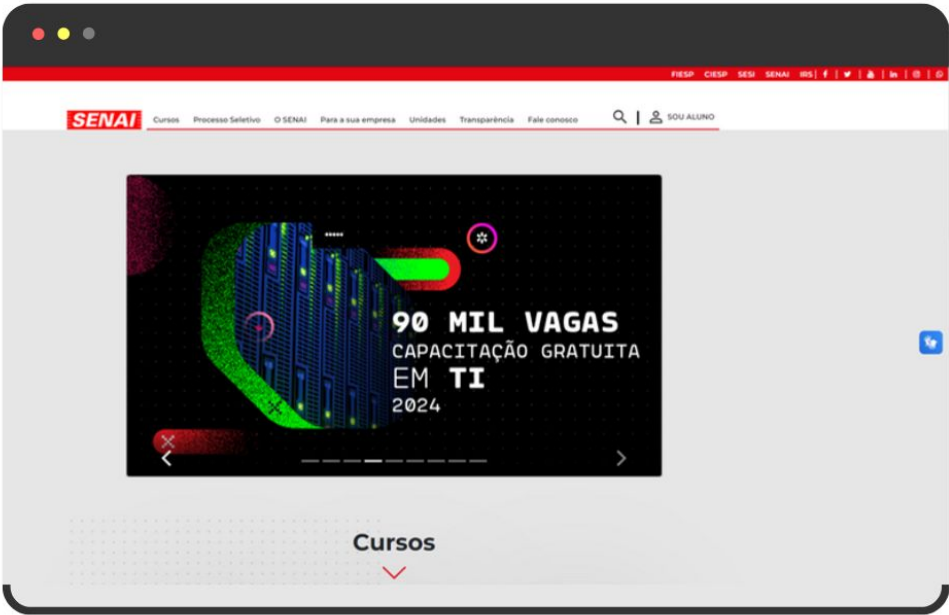 FIESP CIESP SESI SENAI IRS
SENAI Cursos Processo Seletivo O SENAI Para a sua empresa Unidades Transparência Fale conosco SOU ALUNO
90 MIL VAGAS
CAPACITAÇÃO GRATUITA
EM TI
2024
Cursos